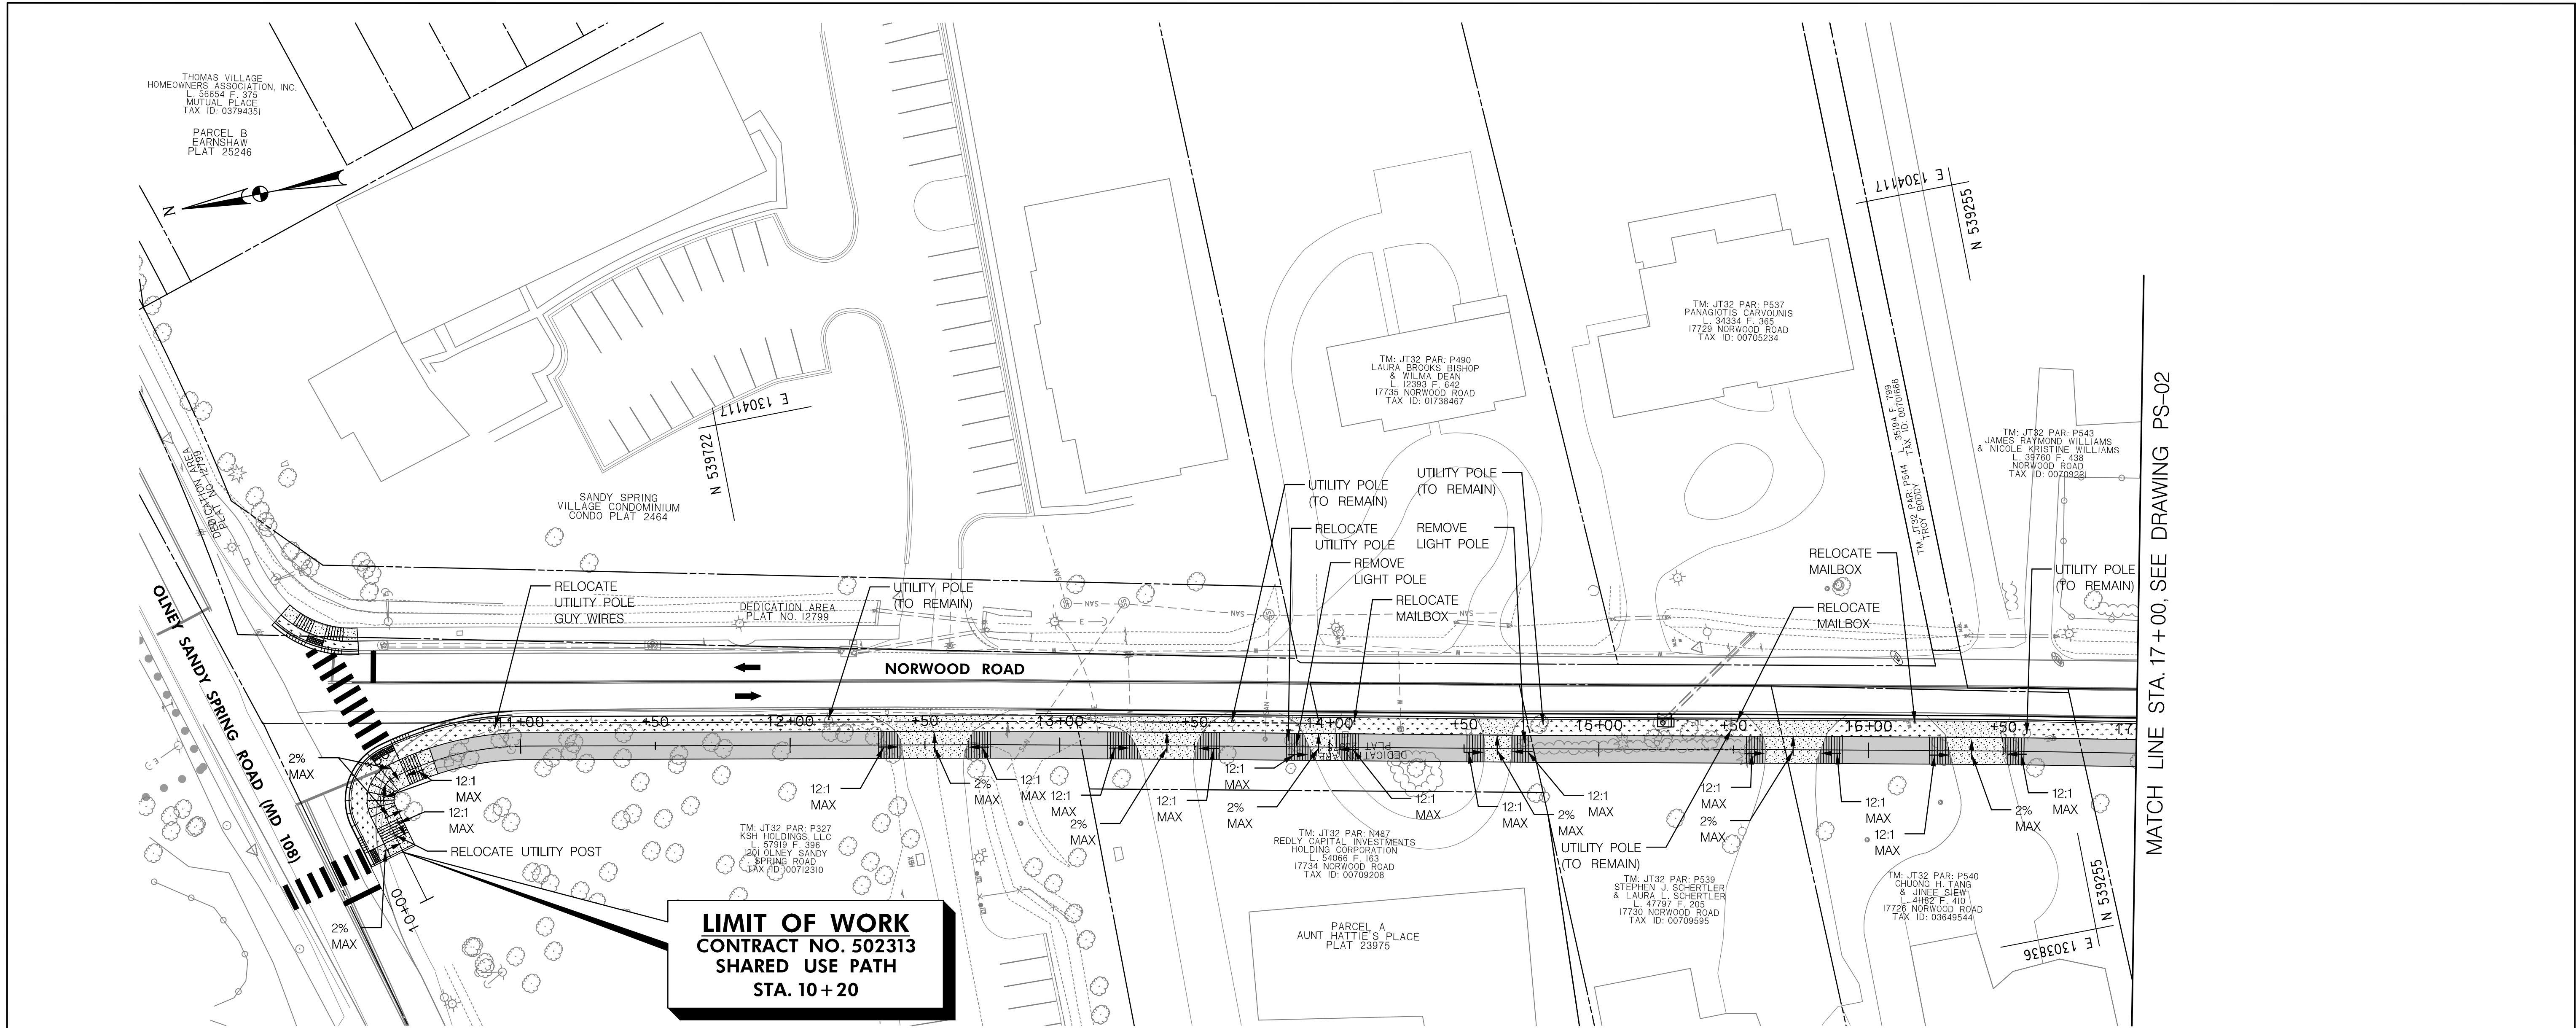 THOMAS VILLAGE
HOMEOWNERS ASSOCIATION, INC.
L. 56654 F. 375
MUTUAL PLACE
TAX ID: 03794351
PARCEL B
EARNSHAW
PLAT 25246
N
E 1304117
N 539255
TM: JT32 PAR: P537
PANAGIOTIS CARVOUNIS
L. 34334 F. 365
17729 NORWOOD ROAD
TAX ID: 00705234
TM: JT32 PAR: P490
LAURA BROOKS BISHOP
& WILMA DEAN
L. 12393 F. 642
17735 NORWOOD ROAD
TAX ID: 01738467
E 1304117
N 539722
TM: JT32 PAR: P544 L. 35194 F. 799
TROY BODDY TAX ID: 00701668
TM: JT32 PAR: P543
JAMES RAYMOND WILLIAMS
& NICOLE KRISTINE WILLIAMS
L. 39760 F. 438
NORWOOD ROAD
TAX ID: 00709221
MATCH LINE STA. 17+00, SEE DRAWING PS-02
DEDICATION AREA
PLAT NO. 12799
SANDY SPRING
VILLAGE CONDOMINIUM
CONDO PLAT 2464
UTILITY POLE
(TO REMAIN)
UTILITY POLE
(TO REMAIN)
RELOCATE
UTILITY POLE
REMOVE
LIGHT POLE
REMOVE
LIGHT POLE
RELOCATE
MAILBOX
RELOCATE
MAILBOX
RELOCATE
MAILBOX
UTILITY POLE
(TO REMAIN)
RELOCATE
UTILITY POLE
GUY WIRES
UTILITY POLE
(TO REMAIN)
DEDICATION AREA
PLAT NO. 12799
SAN
SAN
SAN
SAN
NORWOOD ROAD
OLNEY SANDY SPRING ROAD (MD 108)
11+00
+50
12+00
+50
13+00
+50
14+00
+50
15+00
+50
16+00
+50
17
2%
MAX
12:1
MAX
12:1
MAX
RELOCATE UTILITY POST
10+00
2%
MAX
12:1
MAX
2%
MAX
12:1
MAX
12:1
MAX
2%
MAX
12:1
MAX
12:1
MAX
2%
MAX
12:1
MAX
12:1
MAX
2%
MAX
12:1
MAX
UTILITY POLE
(TO REMAIN)
12:1
MAX
2%
MAX
12:1
MAX
12:1
MAX
2%
MAX
12:1
MAX
TM: JT32 PAR: P327
KSH HOLDINGS, LLC
L. 57919 F. 396
1201 OLNEY SANDY
SPRING ROAD
TAX ID: 00712310
TM: JT32 PAR: N487
REDLY CAPITAL INVESTMENTS
HOLDING CORPORATION
L. 54066 F. 163
17734 NORWOOD ROAD
TAX ID: 00709208
PARCEL A
AUNT HATTIE'S PLACE
PLAT 23975
TM: JT32 PAR: P539
STEPHEN J. SCHERTLER
& LAURA L. SCHERTLER
L. 47797 F. 205
17730 NORWOOD ROAD
TAX ID: 00709595
TM: JT32 PAR: P540
CHUONG H. TANG
& JINEE SIEW
L. 41182 F. 410
17726 NORWOOD ROAD
TAX ID: 03649544
N 539255
E 1303836
LIMIT OF WORK
CONTRACT NO. 502313
SHARED USE PATH
STA. 10+20